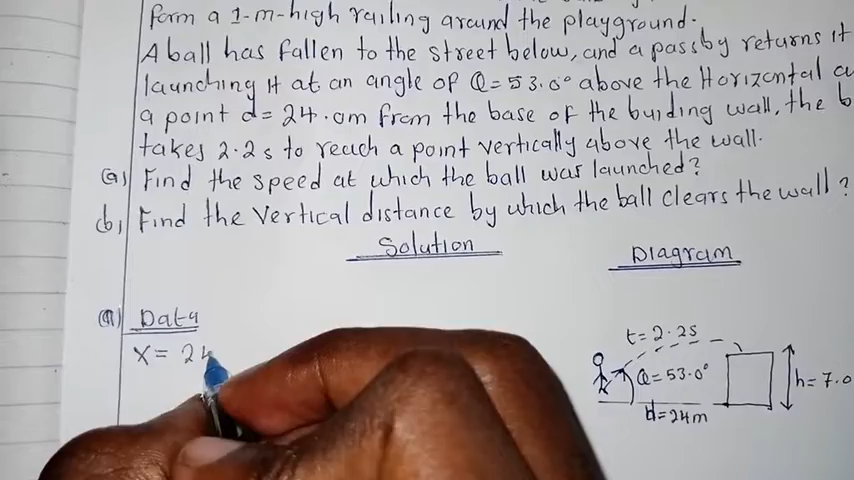 form a 1-m-high railing around the playground.
A ball has fallen to the street below, and a passby returns it
launching it at an angle of Q = 53.0° above the Horizontal
a point d = 24.0m from the base of the buiding wall, the
takes 2.2s to reach a point vertically above the wall.
(a) Find the speed at which the ball was launched?
(b) Find the vertical distance by which the ball clears the wall?
Solution
Diagram
(a) Data
X = 24
t = 2.2s
Q = 53.0°
h = 7.0
d = 24m